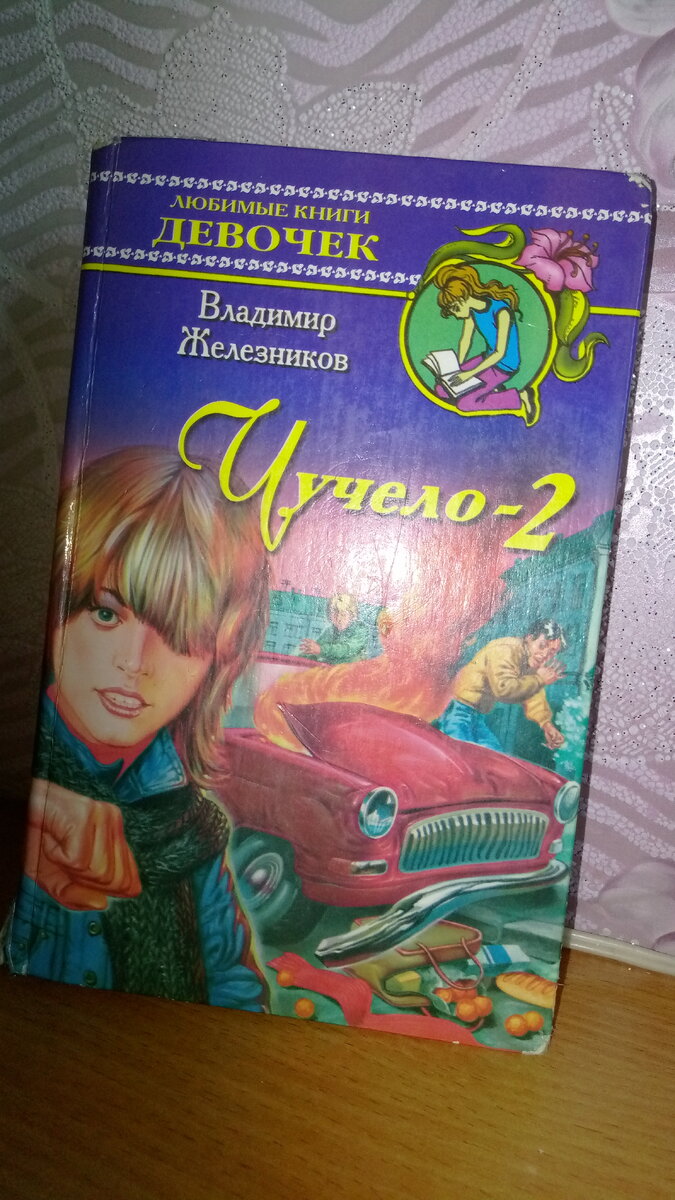 ЛЮБИМЫЕ КНИГИ
ДЕВОЧЕК
Владимир
Железников
Чучело-2